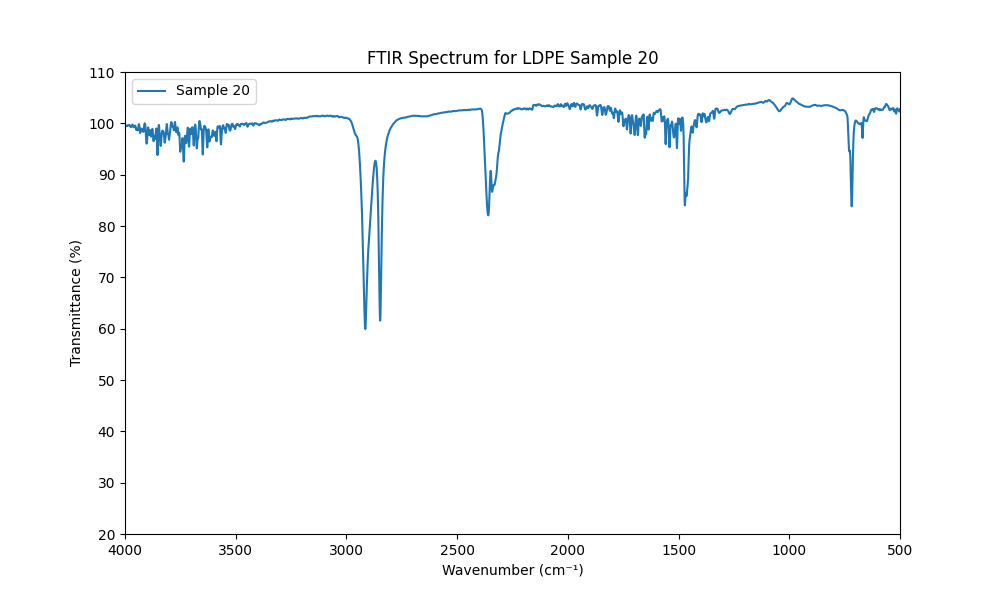 FTIR Spectrum for LDPE Sample 20
Sample 20
110
100
90
80
70
60
50
40
30
20
Transmittance (%)
4000 3500 3000 2500 2000 1500 1000 500
Wavenumber (cm⁻¹)